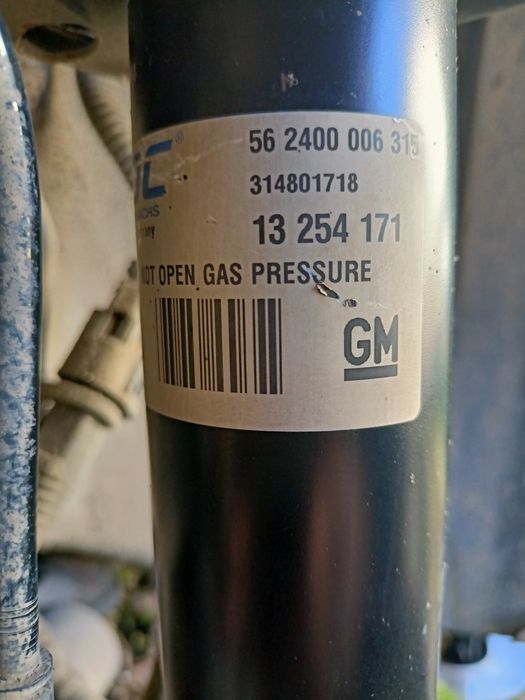 56 2400 006 315
314801718
13 254 171
NOT OPEN GAS PRESSURE
GM